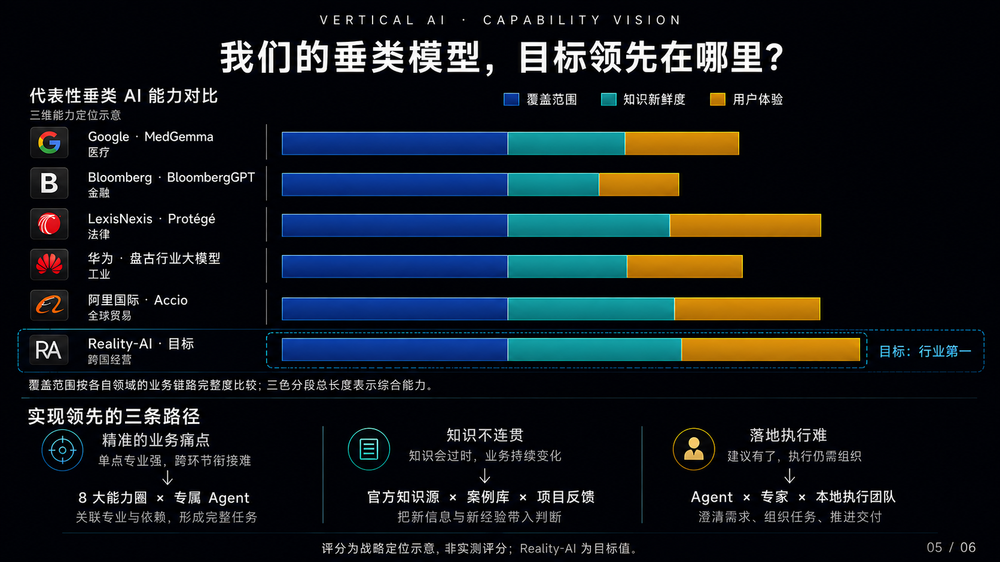 VERTICAL AI · CAPABILITY VISION
我们的垂类模型，目标领先在哪里？
代表性垂类 AI 能力对比
三维能力定位示意
覆盖范围
知识新鲜度
用户体验
Google · MedGemma
医疗
B
Bloomberg · BloombergGPT
金融
LexisNexis · Protégé
法律
华为 · 盘古行业大模型
工业
阿里国际 · Accio
全球贸易
RA
Reality-AI · 目标
跨国经营
目标：行业第一
覆盖范围按各自领域的业务链路完整度比较；三色分段总长度表示综合能力。
实现领先的三条路径
精准的业务痛点
单点专业强，跨环节衔接难
↓
8 大能力圈 × 专属 Agent
关联专业与依赖，形成完整任务
知识不连贯
知识会过时，业务持续变化
↓
官方知识源 × 案例库 × 项目反馈
把新信息与新经验带入判断
落地执行难
建议有了，执行仍需组织
↓
Agent × 专家 × 本地执行团队
澄清需求、组织任务、推进交付
评分为战略定位示意，非实测评分；Reality-AI 为目标值。
05 / 06